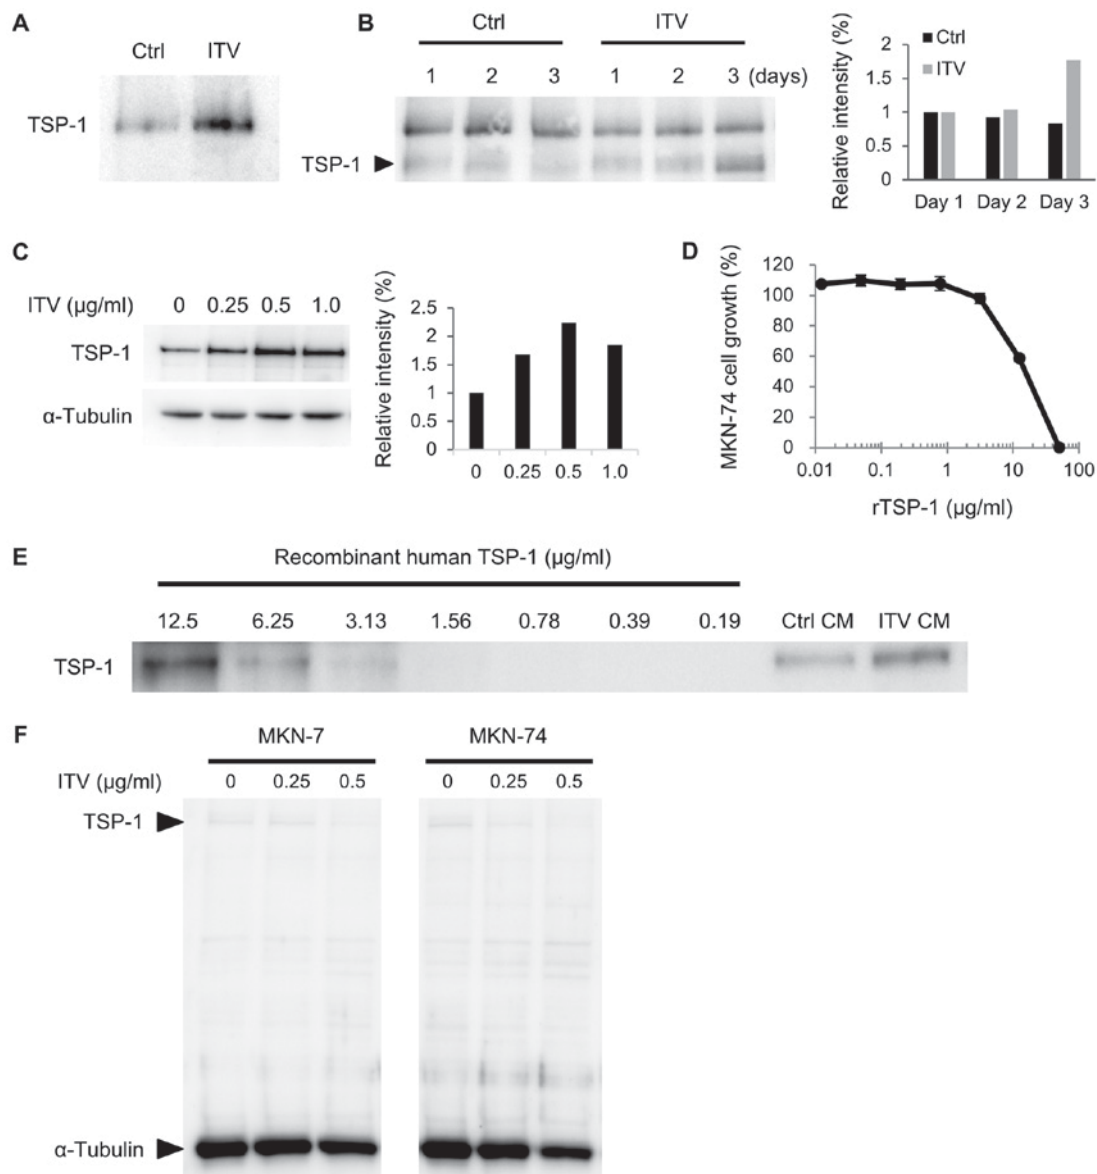 A
Ctrl ITV
TSP-1
B
Ctrl ITV
1 2 3 1 2 3 (days)
TSP-1
Relative intensity (%)
2
1.5
1
0.5
0
Ctrl
ITV
Day 1 Day 2 Day 3
C
ITV (µg/ml) 0 0.25 0.5 1.0
TSP-1
α-Tubulin
Relative intensity (%)
2.5
2
1.5
1
0.5
0
0 0.25 0.5 1.0
D
MKN-74 cell growth (%)
120
100
80
60
40
20
0
0.01 0.1 1 10 100
rTSP-1 (µg/ml)
E
Recombinant human TSP-1 (µg/ml)
12.5 6.25 3.13 1.56 0.78 0.39 0.19 Ctrl CM ITV CM
TSP-1
F
MKN-7 MKN-74
ITV (µg/ml) 0 0.25 0.5 0 0.25 0.5
TSP-1
α-Tubulin